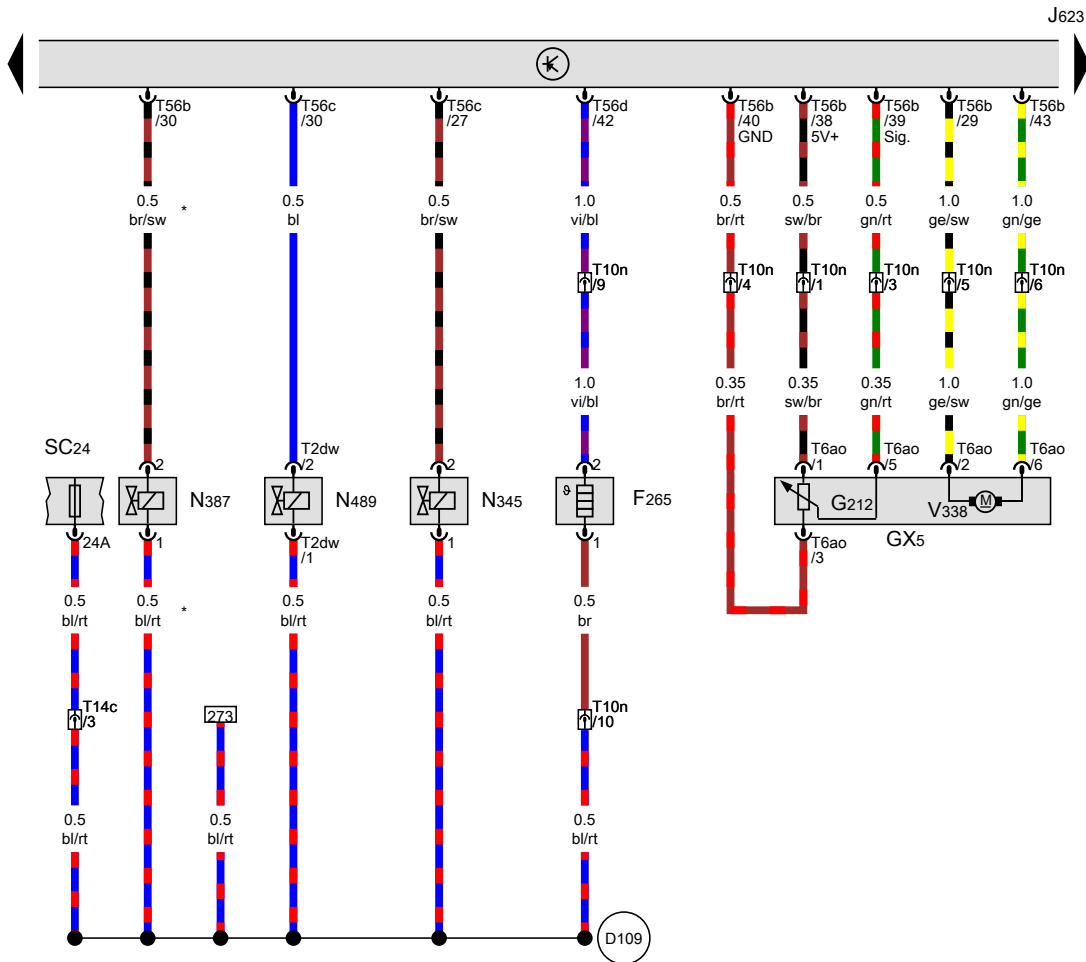 J623
T56b
/30
T56c
/30
T56c
/27
T56d
/42
T56b
/40
GND
T56b
/38
5V+
T56b
/39
Sig.
T56b
/29
T56b
/43
0.5
br/sw
*
0.5
bl
0.5
br/sw
1.0
vi/bl
0.5
br/rt
0.5
sw/br
0.5
gn/rt
1.0
ge/sw
1.0
gn/ge
T10n
/9
T10n
/4
T10n
/1
T10n
/3
T10n
/5
T10n
/6
1.0
vi/bl
0.35
br/rt
0.35
sw/br
0.35
gn/rt
1.0
ge/sw
1.0
gn/ge
SC24
2
T2dw
/2
2
2
T6ao
/1
T6ao
/5
T6ao
/2
T6ao
/6
N387
N489
N345
F265
G212
V338
M
GX5
24A
1
T2dw
/1
1
1
T6ao
/3
0.5
bl/rt
0.5
bl/rt
*
0.5
bl/rt
0.5
bl/rt
0.5
br
T14c
/3
273
T10n
/10
0.5
bl/rt
0.5
bl/rt
0.5
bl/rt
D109